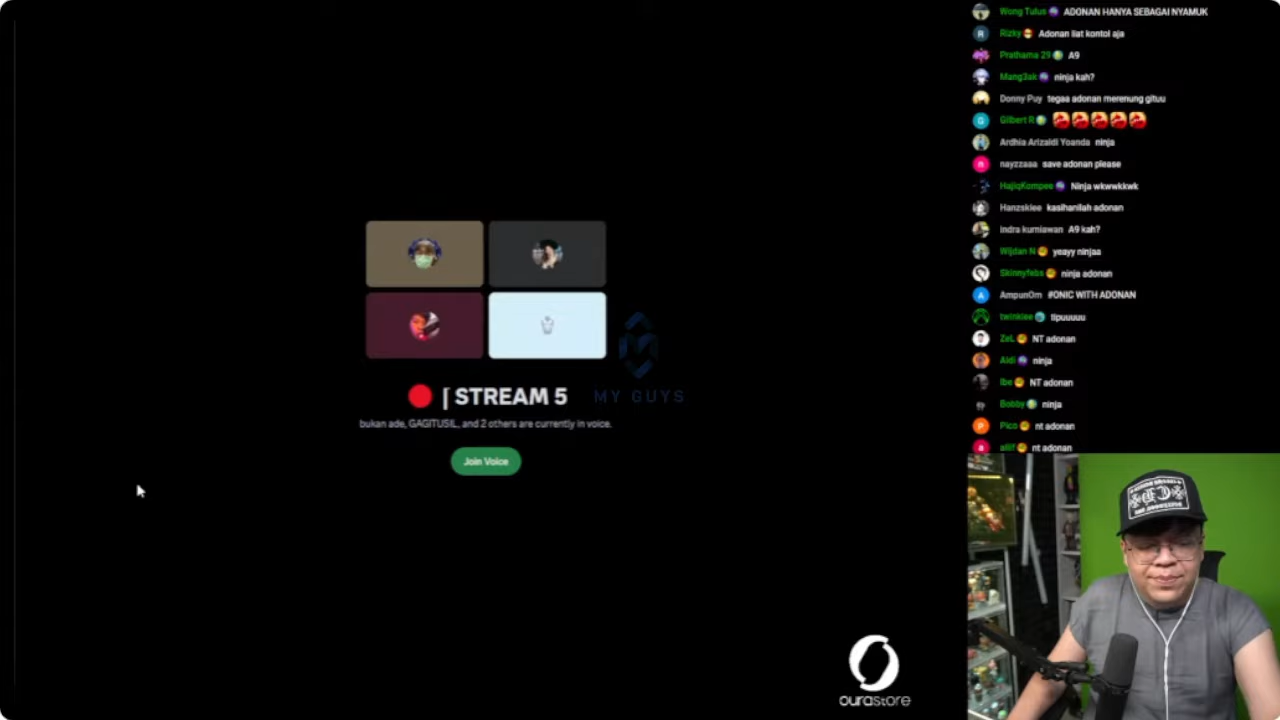 [ STREAM 5
bukan ade, GAGITUSIL, and 2 others are currently in voice.
Join Voice
MY GUYS
ourastore
Wong Tulus ADONAN HANYA SEBAGAI NYAMUK
Rizky Adonan liat kontol aja
Prathama 29 A9
Mang3ak ninja kah?
Donny Puy tegaa adonan merenung gituu
Gilbert R
Ardhia Arizaldi Yoanda ninja
nayzzaaa save adonan please
HajiqKompes Ninja wkwwkkwk
Hanzskiee kasihanilah adonan
indra kurniawan A9 kah?
Wijdan N yeayy ninjaa
Skinnyfebs ninja adonan
AmpunOm #ONIC WITH ADONAN
twinklee tipuuuuu
ZeL NT adonan
Aldi ninja
Ibe NT adonan
Bobby ninja
Pico nt adonan
nt adonan